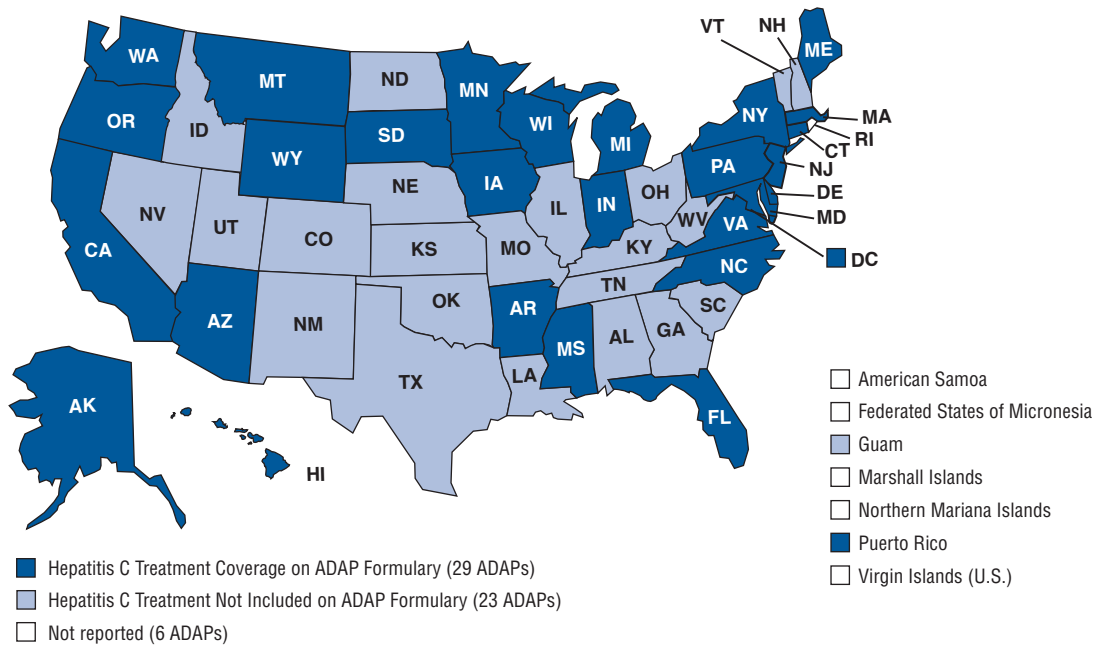 VT
NH
WA
ME
MT
ND
MN
OR
ID
SD
WI
NY
MA
WY
MI
RI
CT
NJ
PA
IA
NE
OH
DE
NV
IL
IN
WV
MD
UT
CO
VA
CA
KS
MO
KY
DC
NC
TN
OK
AZ
NM
AR
SC
MS
AL
GA
TX
LA
AK
FL
HI
American Samoa
Federated States of Micronesia
Guam
Marshall Islands
Northern Mariana Islands
Puerto Rico
Virgin Islands (U.S.)
Hepatitis C Treatment Coverage on ADAP Formulary (29 ADAPs)
Hepatitis C Treatment Not Included on ADAP Formulary (23 ADAPs)
Not reported (6 ADAPs)